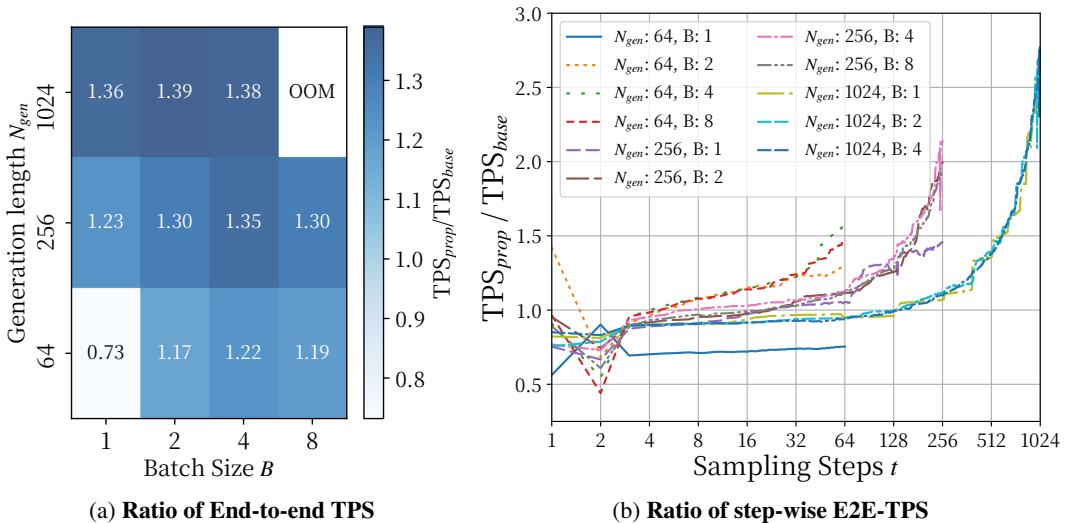 Generation length N_gen
1024
256
64
1.36 1.39 1.38 OOM
1.23 1.30 1.35 1.30
0.73 1.17 1.22 1.19
1 2 4 8
Batch Size B
1.3
1.2
1.1
1.0
0.9
0.8
TPS_prop/TPS_base
(a) Ratio of End-to-end TPS
TPS_prop / TPS_base
3.0
2.5
2.0
1.5
1.0
0.5
N_gen: 64, B: 1
N_gen: 64, B: 2
N_gen: 64, B: 4
N_gen: 64, B: 8
N_gen: 256, B: 1
N_gen: 256, B: 2
N_gen: 256, B: 4
N_gen: 256, B: 8
N_gen: 1024, B: 1
N_gen: 1024, B: 2
N_gen: 1024, B: 4
1 2 4 8 16 32 64 128 256 512 1024
Sampling Steps t
(b) Ratio of step-wise E2E-TPS